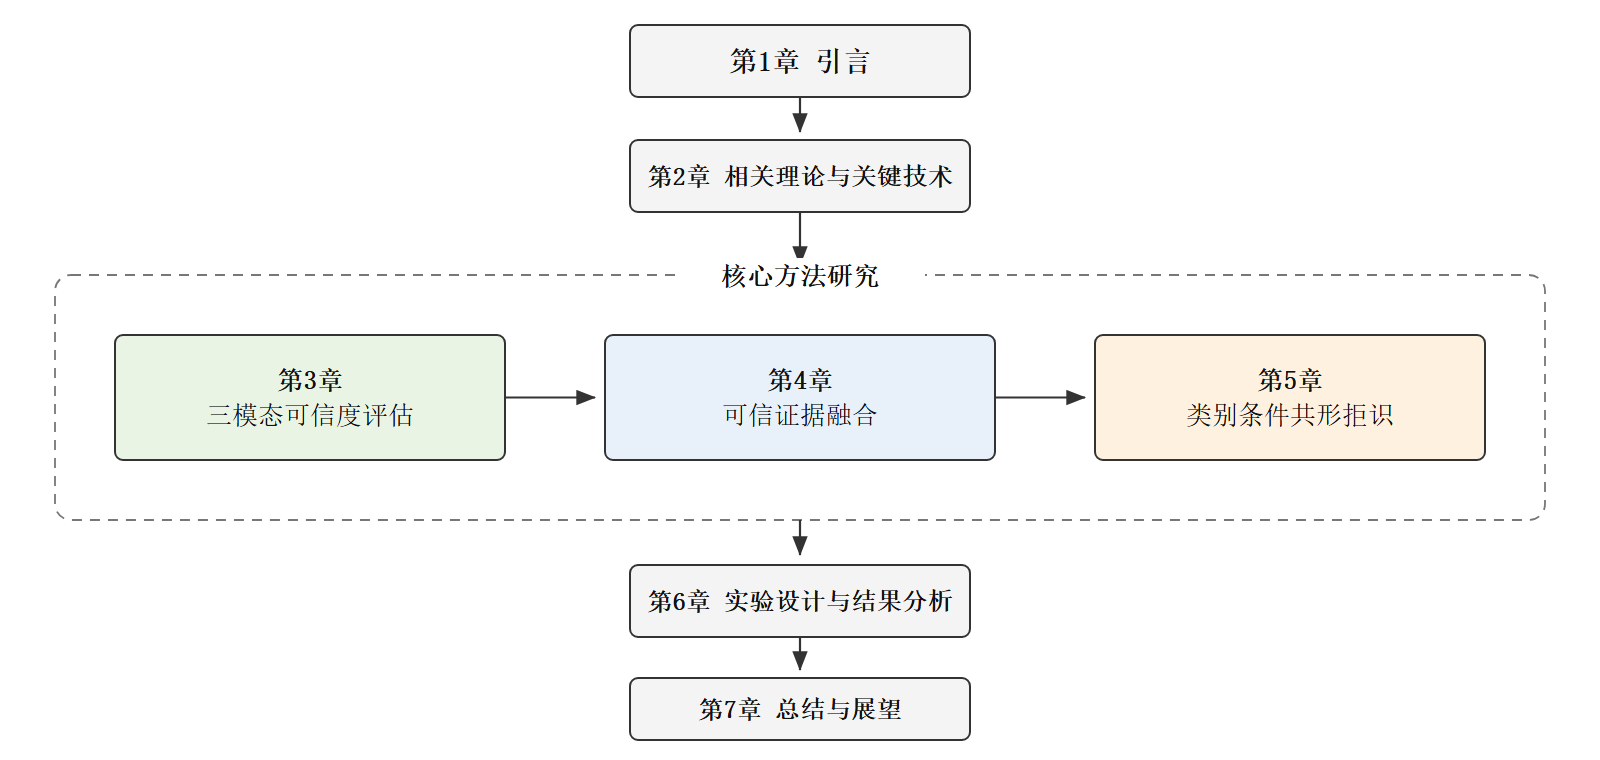 第1章 引言
第2章 相关理论与关键技术
核心方法研究
第3章
三模态可信度评估
第4章
可信证据融合
第5章
类别条件共形拒识
第6章 实验设计与结果分析
第7章 总结与展望